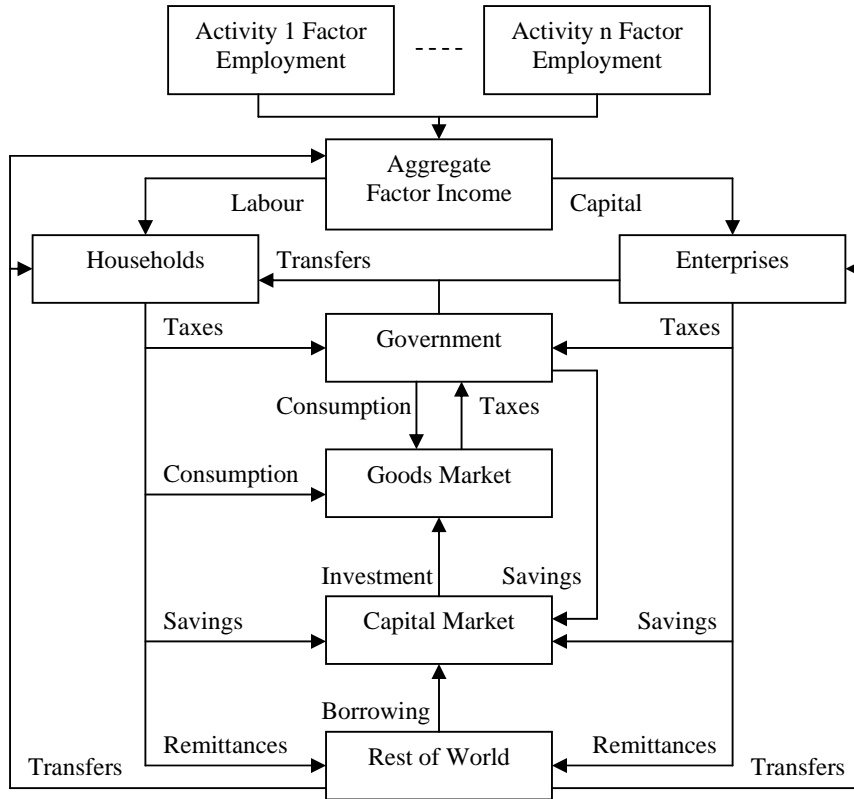 Activity 1 Factor
Employment
Activity n Factor
Employment
Aggregate
Factor Income
Labour
Capital
Households
Transfers
Enterprises
Taxes
Government
Taxes
Consumption
Taxes
Consumption
Goods Market
Investment
Savings
Savings
Capital Market
Savings
Borrowing
Remittances
Rest of World
Remittances
Transfers
Transfers